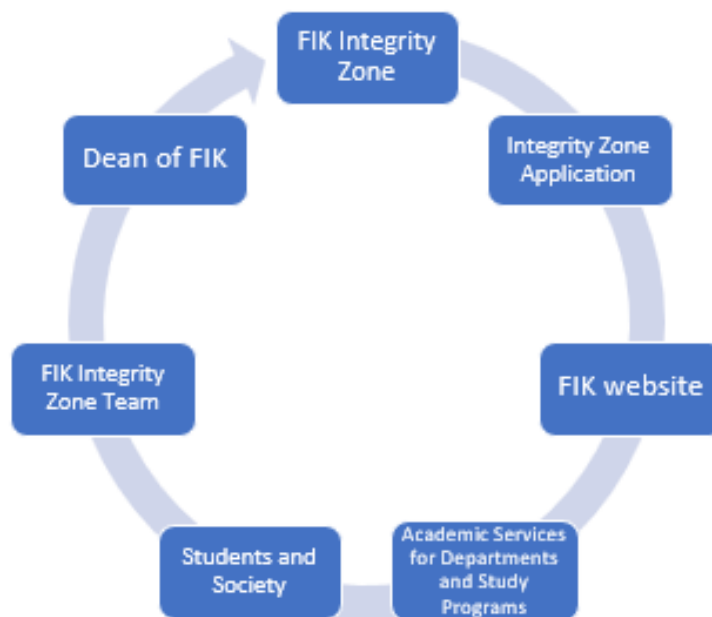 FIK Integrity
Zone
Integrity Zone
Application
FIK website
Academic Services
for Departments
and Study
Programs
Students and
Society
FIK Integrity
Zone Team
Dean of FIK